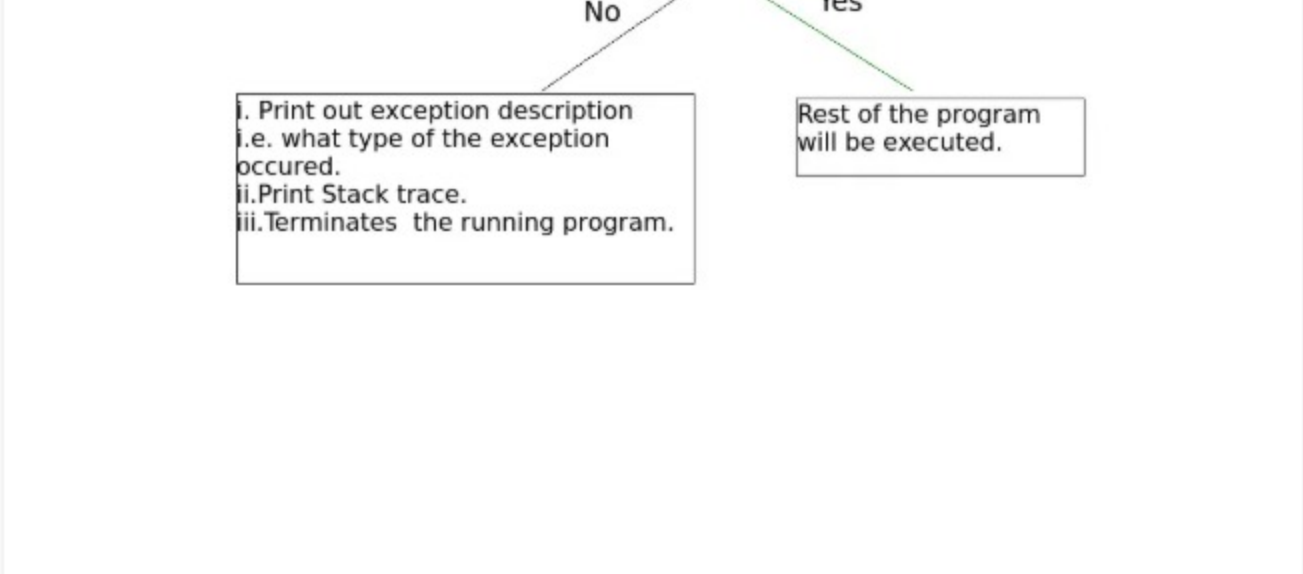 No
Yes
i. Print out exception description
i.e. what type of the exception
occured.
ii.Print Stack trace.
iii.Terminates  the running program.
Rest of the program
will be executed.